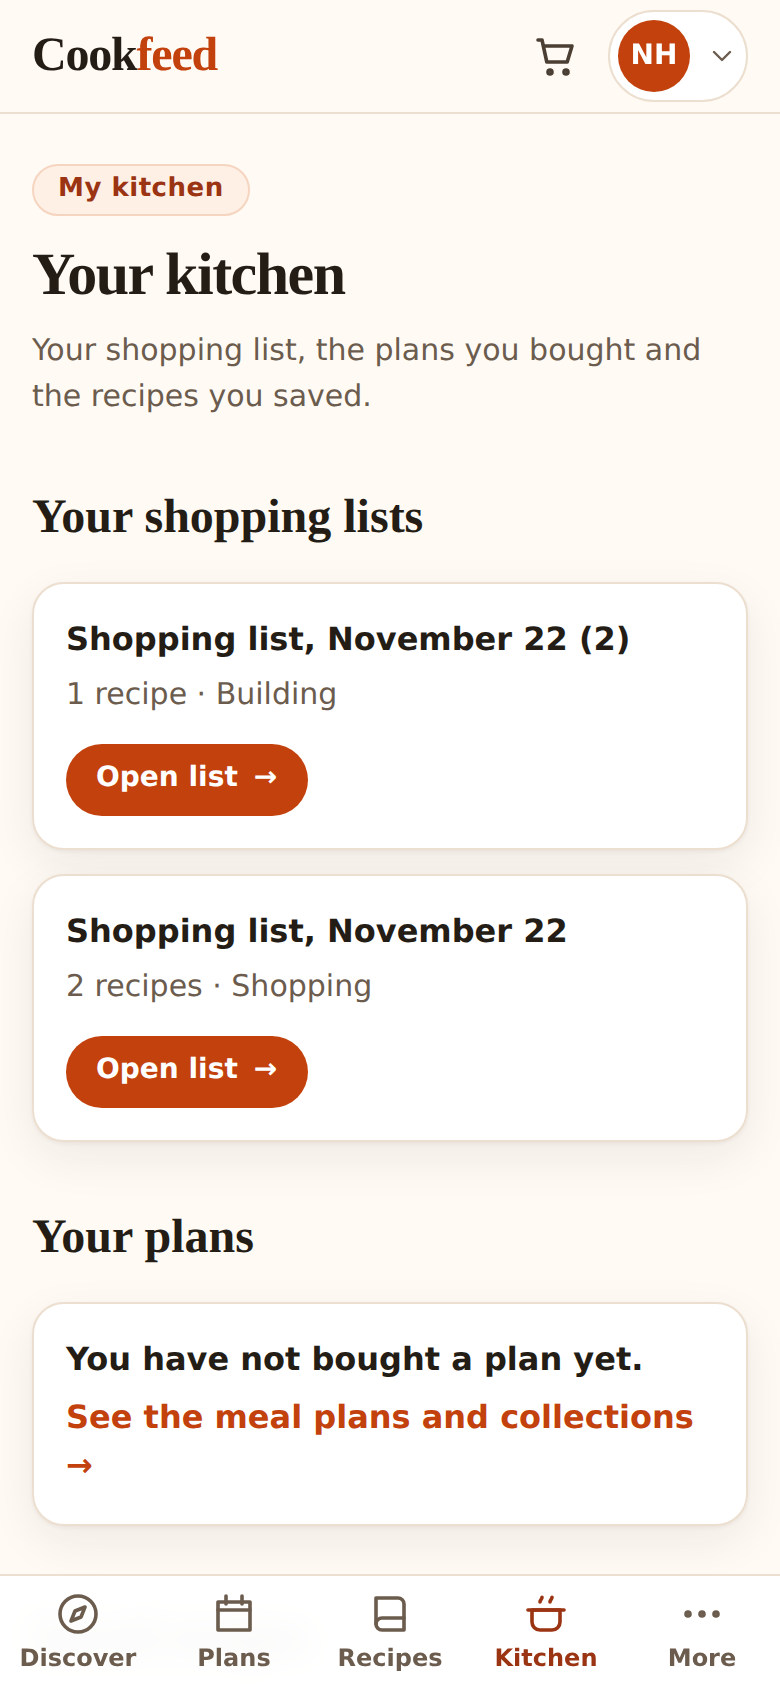 Cookfeed
NH
My kitchen
Your kitchen
Your shopping list, the plans you bought and
the recipes you saved.
Your shopping lists
Shopping list, November 22 (2)
1 recipe · Building
Open list →
Shopping list, November 22
2 recipes · Shopping
Open list →
Your plans
You have not bought a plan yet.
See the meal plans and collections
→
Discover
Plans
Recipes
Kitchen
More